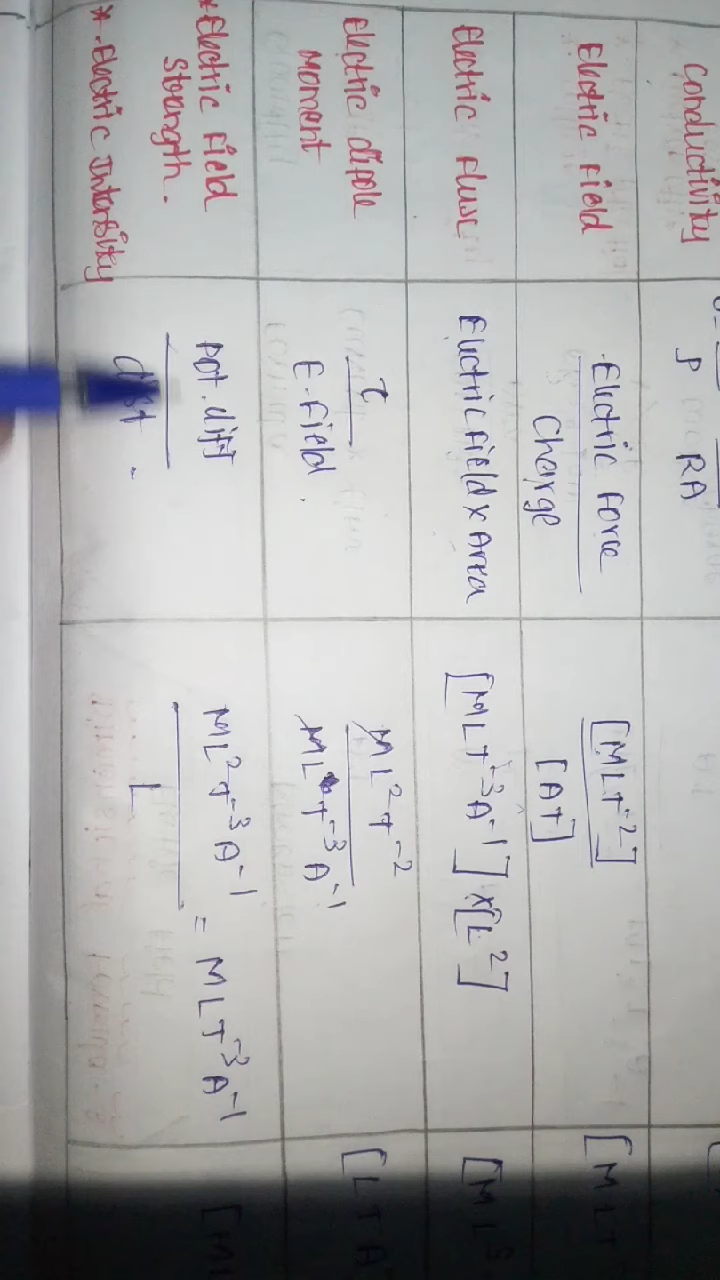 Conductivity
ρ RA
Electric Field
Electric Force
Charge
[MLT⁻²]
[AT]
[MLT
Electric Flux
Electric Field × Area
[MLT⁻³A⁻¹] × [L²]
[ML³
Electric dipole
Moment
τ
E. Field.
ML²T⁻²
MLT⁻³A⁻¹
[LTA
*Electric Field
Strength.
Pot. diff
dist.
ML²T⁻³A⁻¹
L
= MLT⁻³A⁻¹
[ML
*.Electric Intensity